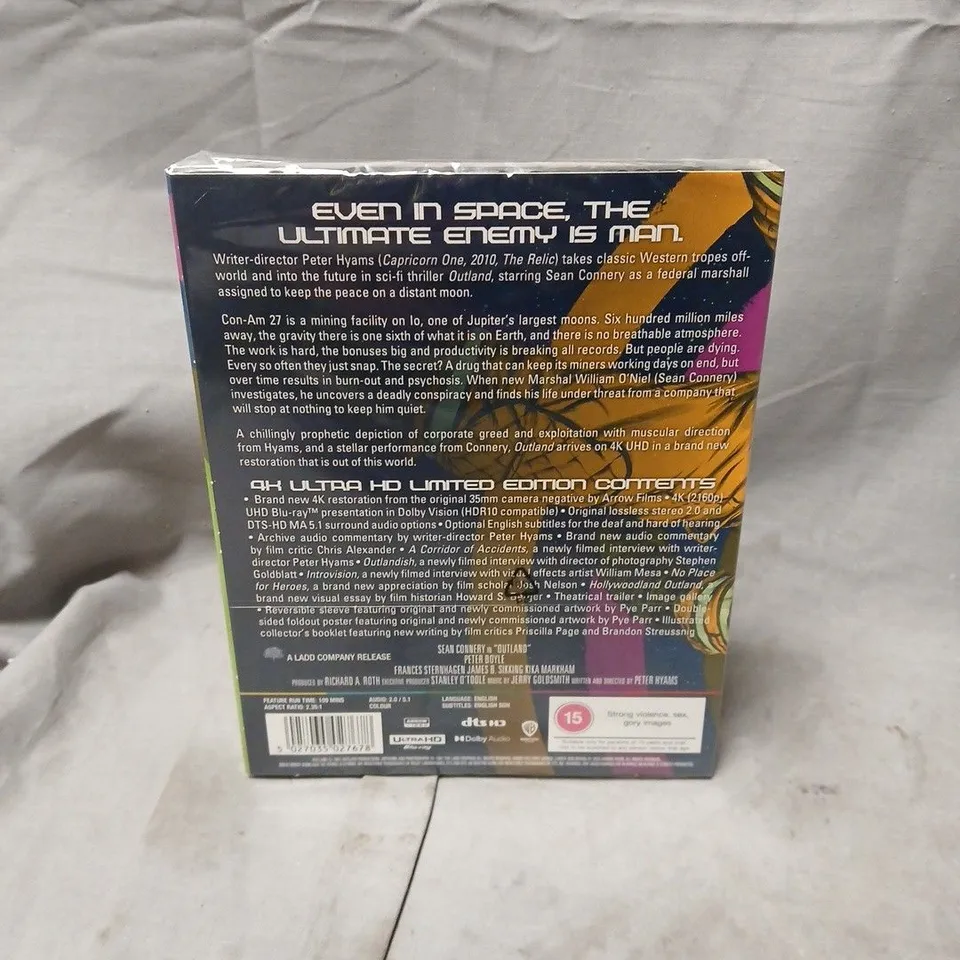 EVEN IN SPACE, THE
ULTIMATE ENEMY IS MAN.
Writer-director Peter Hyams (Capricorn One, 2010, The Relic) takes classic Western tropes off-
world and into the future in sci-fi thriller Outland, starring Sean Connery as a federal marshall
assigned to keep the peace on a distant moon.
Con-Am 27 is a mining facility on Io, one of Jupiter's largest moons. Six hundred million miles
away, the gravity there is one sixth of what it is on Earth, and there is no breathable atmosphere.
The work is hard, the bonuses big and productivity is breaking all records. But people are dying.
Every so often they just snap. The secret? A drug that can keep its miners working days on end, but
over time results in burn-out and psychosis. When new Marshal William O'Niel (Sean Connery)
investigates, he uncovers a deadly conspiracy and finds his life under threat from a company that
will stop at nothing to keep him quiet.
A chillingly prophetic depiction of corporate greed and exploitation with muscular direction
from Hyams, and a stellar performance from Connery, Outland arrives on 4K UHD in a brand new
restoration that is out of this world.
4K ULTRA HD LIMITED EDITION CONTENTS
• Brand new 4K restoration from the original 35mm camera negative by Arrow Films • 4K (2160p)
UHD Blu-ray™ presentation in Dolby Vision (HDR10 compatible) • Original lossless stereo 2.0 and
DTS-HD MA 5.1 surround audio options • Optional English subtitles for the deaf and hard of hearing
• Archive audio commentary by writer-director Peter Hyams • Brand new audio commentary
by film critic Chris Alexander • A Corridor of Accidents, a newly filmed interview with writer-
director Peter Hyams • Outlandish, a newly filmed interview with director of photography Stephen
Goldblatt • Introvision, a newly filmed interview with visual effects artist William Mesa • No Place
for Heroes, a brand new appreciation by film scholar Josh Nelson • Hollywoodland Outland, a
brand new visual essay by film historian Howard S. • Theatrical trailer • Image gallery
• Reversible sleeve featuring original and newly commissioned artwork by Pye Parr • Double-
sided foldout poster featuring original and newly commissioned artwork by Pye Parr • Illustrated
collector's booklet featuring new writing by film critics Priscilla Page and Brandon Streussnig
A LADD COMPANY RELEASE
SEAN CONNERY IN "OUTLAND"
PETER BOYLE
FRANCES STERNHAGEN JAMES B. SIKKING KIKA MARKHAM
PRODUCED BY RICHARD A. ROTH EXECUTIVE PRODUCER STANLEY O'TOOLE MUSIC BY JERRY GOLDSMITH WRITTEN AND DIRECTED BY PETER HYAMS
FEATURE RUN TIME: 109 MINS AUDIO: 2.0 / 5.1 LANGUAGE: ENGLISH
ASPECT RATIO: 2.35:1 COLOUR SUBTITLES: ENGLISH SDH
5 027035 027678
ULTRA HD
Blu-ray
dts HD
Dolby Audio
15
Strong violence, sex,
gory images